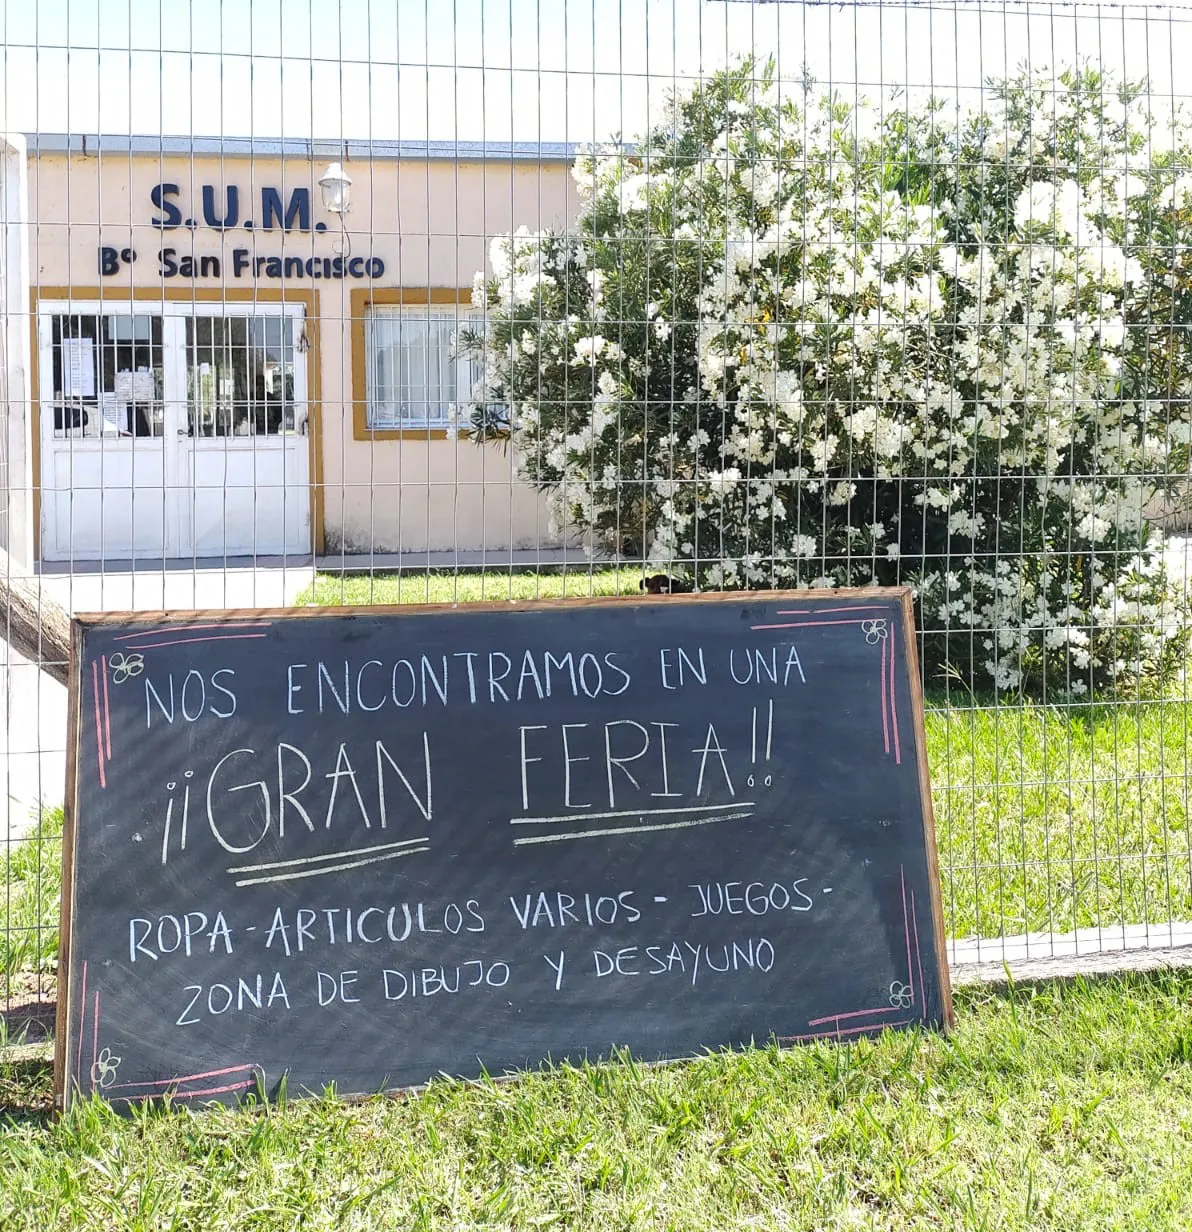 S.U.M.
Bº San Francisco
NOS ENCONTRAMOS EN UNA
¡¡GRAN FERIA!!
ROPA - ARTICULOS VARIOS - JUEGOS -
ZONA DE DIBUJO Y DESAYUNO